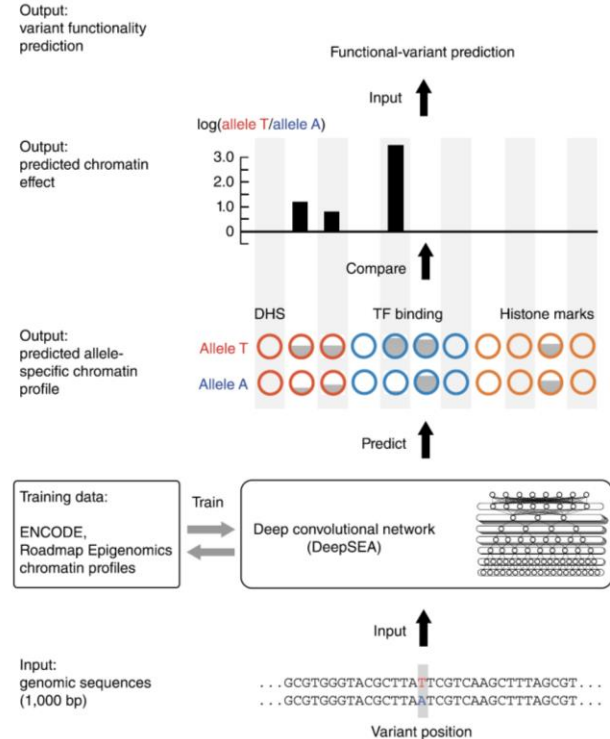 Output:
variant functionality
prediction
Functional-variant prediction
Input
log(allele T/allele A)
Output:
predicted chromatin
effect
3.0
2.0
1.0
0
Compare
DHS
TF binding
Histone marks
Output:
predicted allele-
specific chromatin
profile
Allele T
Allele A
Predict
Training data:
ENCODE,
Roadmap Epigenomics
chromatin profiles
Train
Deep convolutional network
(DeepSEA)
Input
Input:
genomic sequences
(1,000 bp)
...GCGTGGGTACGCTTATTCGTCAAGCTTTAGCGT...
...GCGTGGGTACGCTTAATCGTCAAGCTTTAGCGT...
Variant position